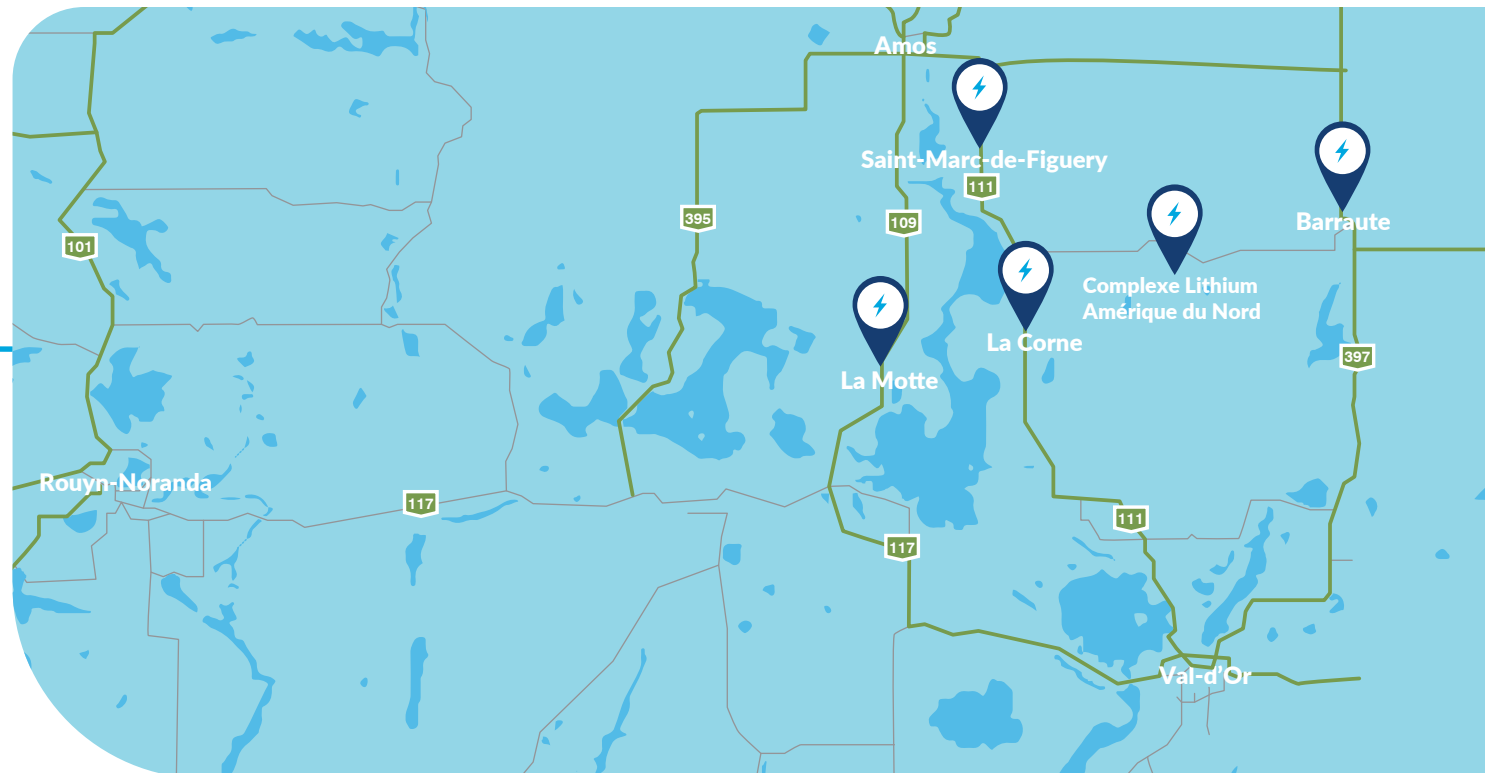 Amos
Saint-Marc-de-Figuery
111
395
109
Barraute
101
Complexe Lithium
Amérique du Nord
La Corne
397
La Motte
Rouyn-Noranda
117
111
117
Val-d'Or